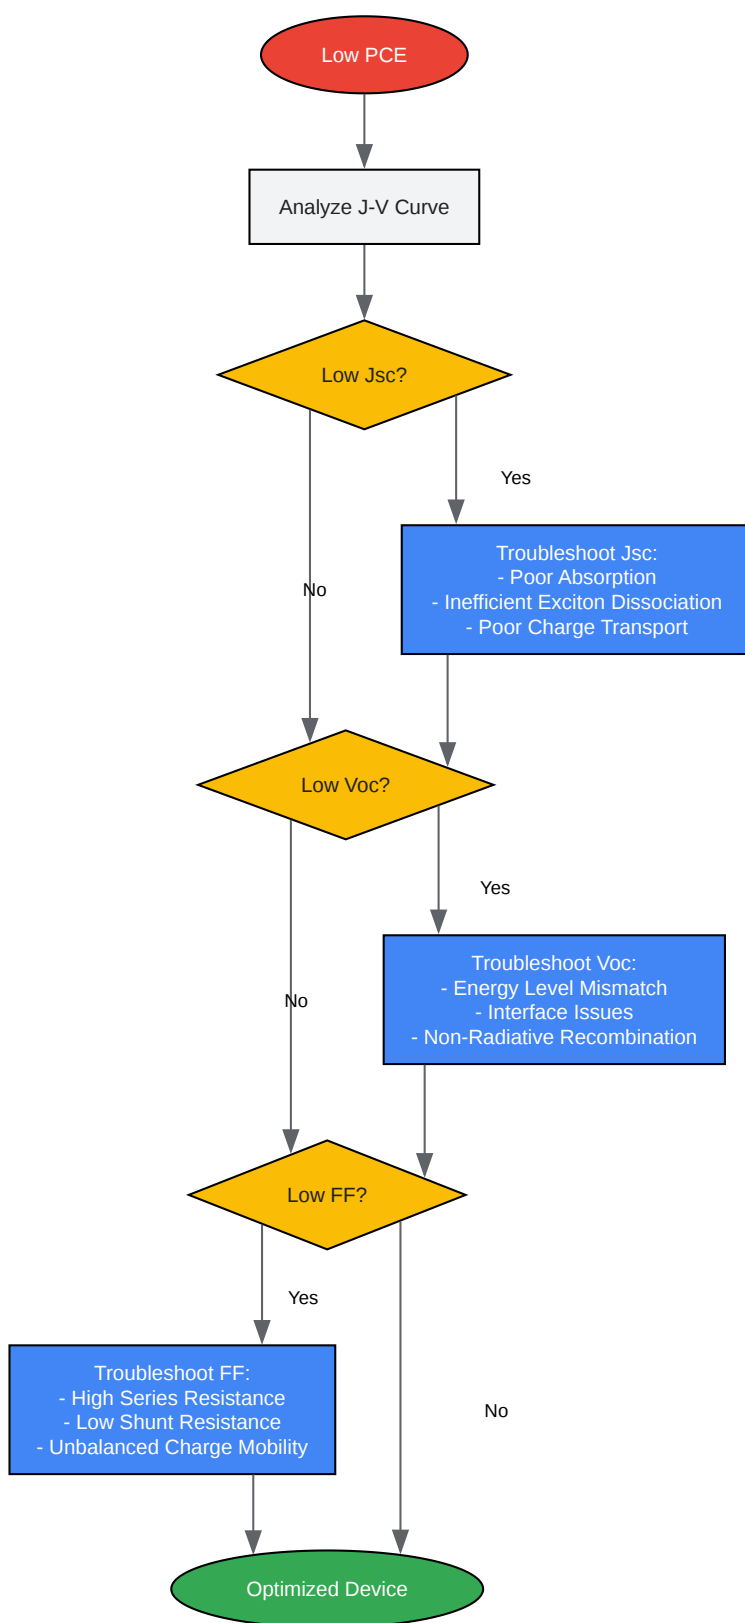 Low PCE
Analyze J-V Curve
Low Jsc?
Yes
Troubleshoot Jsc:
- Poor Absorption
- Inefficient Exciton Dissociation
- Poor Charge Transport
No
Low Voc?
Yes
Troubleshoot Voc:
- Energy Level Mismatch
- Interface Issues
- Non-Radiative Recombination
No
Low FF?
Yes
Troubleshoot FF:
- High Series Resistance
- Low Shunt Resistance
- Unbalanced Charge Mobility
No
Optimized Device